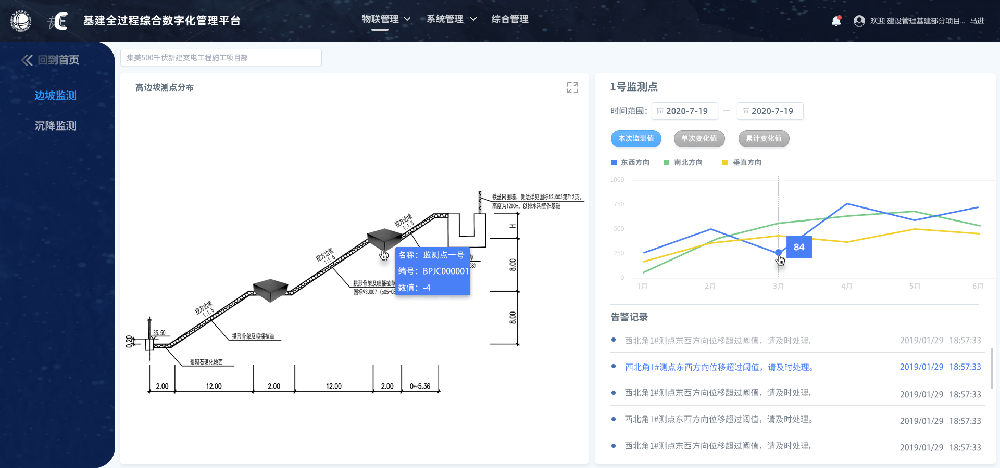 基建全过程综合数字化管理平台
物联管理
系统管理
综合管理
欢迎 建设管理基建部分项目... 马进
回到首页
边坡监测
沉降监测
集美500千伏新建变电工程施工项目部
高边坡测点分布
铁丝网围墙，做法详见国标12J003第F12页，
高度为1200m，以排水沟壁作基础
挖方边坡
1:1.5
H
挖方边坡
1:1.5
8.00
拱形骨架及喷播植草
国标93J007（p05-08
草
08）
名称：监测点一号
编号：BPJC000001
数值：-4
挖方边坡
1:1.5
8.00
35.50
0.20
拱形骨架及喷播植草
浆砌石硬化地面
2.00
12.00
2.00
12.00
2.00
0~5.36
1号监测点
时间范围：
2020-7-19
—
2020-7-19
本次监测值
单次变化值
累计变化值
东西方向
南北方向
垂直方向
1000
750
500
250
0
84
1月
2月
3月
4月
5月
6月
告警记录
西北角1#测点东西方向位移超过阈值，请及时处理。 2019/01/29 18:57:33
西北角1#测点东西方向位移超过阈值，请及时处理。 2019/01/29 18:57:33
西北角1#测点东西方向位移超过阈值，请及时处理。 2019/01/29 18:57:33
西北角1#测点东西方向位移超过阈值，请及时处理。 2019/01/29 18:57:33
西北角1#测点东西方向位移超过阈值，请及时处理。 2019/01/29 18:57:33